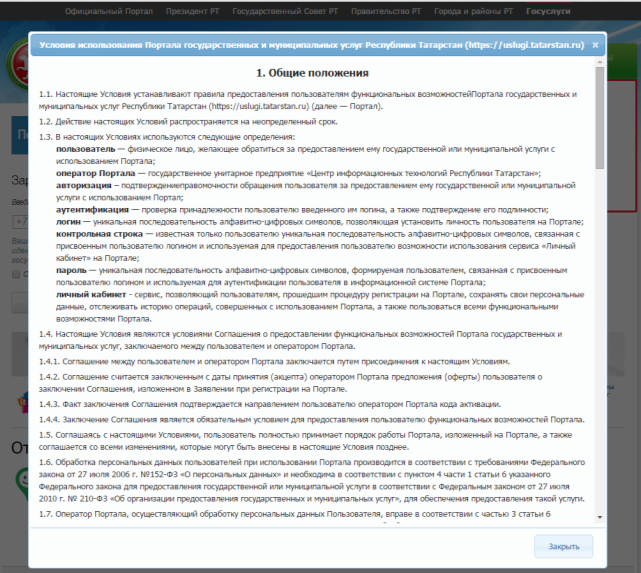 Официальный Портал Президент РТ Государственный Совет РТ Правительство РТ Города и районы РТ Госуслуги
Условия использования Портала государственных и муниципальных услуг Республики Татарстан (https://uslugi.tatarstan.ru) ×
1. Общие положения
1.1. Настоящие Условия устанавливают правила предоставления пользователям функциональных возможностейПортала государственных и
муниципальных услуг Республики Татарстан (https://uslugi.tatarstan.ru) (далее — Портал).
1.2. Действие настоящих Условий распространяется на неопределенный срок.
1.3. В настоящих Условиях используются следующие определения:
пользователь — физическое лицо, желающее обратиться за предоставлением ему государственной или муниципальной услуги с
использованием Портала;
оператор Портала — государственное унитарное предприятие «Центр информационных технологий Республики Татарстан»;
авторизация – подтверждениеправомочности обращения пользователя за предоставлением ему государственной или муниципальной
услуги с использованием Портал;
аутентификация — проверка принадлежности пользователю введенного им логина, а также подтверждение его подлинности;
логин — уникальная последовательность алфавитно-цифровых символов, позволяющая установить личность пользователя на Портале;
контрольная строка — известная только пользователю уникальная последовательность алфавитно-цифровых символов, связанная с
присвоенным пользователю логином и используемая для предоставления пользователю возможности использования сервиса «Личный
кабинет» на Портале;
пароль — уникальная последовательность алфавитно-цифровых символов, формируемая пользователем, связанная с присвоенным
пользователю логином и используемая для аутентификации пользователя в информационной системе Портала;
личный кабинет - сервис, позволяющий пользователям, прошедшим процедуру регистрации на Портале, сохранять свои персональные
данные, отслеживать историю операций, совершенных с использованием Портала, а также пользоваться всеми функциональными
возможностями Портала.
1.4. Настоящие Условия являются условиями Соглашения о предоставлении функциональных возможностей Портала государственных и
муниципальных услуг, заключаемого между пользователем и оператором Портала.
1.4.1. Соглашение между пользователем и оператором Портала заключается путем присоединения к настоящим Условиям.
1.4.2. Соглашение считается заключенным с даты принятия (акцепта) оператором Портала предложения (оферты) пользователя о
заключении Соглашения, изложенном в Заявлении при регистрации на Портале.
1.4.3. Факт заключения Соглашения подтверждается направлением пользователю оператором Портала кода активации.
1.4.4. Заключение Соглашения является обязательным условием для предоставления пользователю функциональных возможностей Портала.
1.5. Соглашаясь с настоящими Условиями, пользователь полностью принимает порядок работы Портала, изложенный на Портале, а также
соглашается со всеми изменениями, которые могут быть внесены в настоящие Условия позднее.
1.6. Обработка персональных данных пользователей при использовании Портала производится в соответствии с требованиями Федерального
закона от 27 июля 2006 г. №152-ФЗ «О персональных данных» и необходима в соответствии с пунктом 4 части 1 статьи 6 указанного
Федерального закона для предоставления государственной или муниципальной услуги в соответствии с Федеральным законом от 27 июля
2010 г. № 210-ФЗ «Об организации предоставления государственных и муниципальных услуг», для обеспечения предоставления такой услуги.
1.7. Оператор Портала, осуществляющий обработку персональных данных Пользователя, вправе в соответствии с частью 3 статьи 6
Закрыть